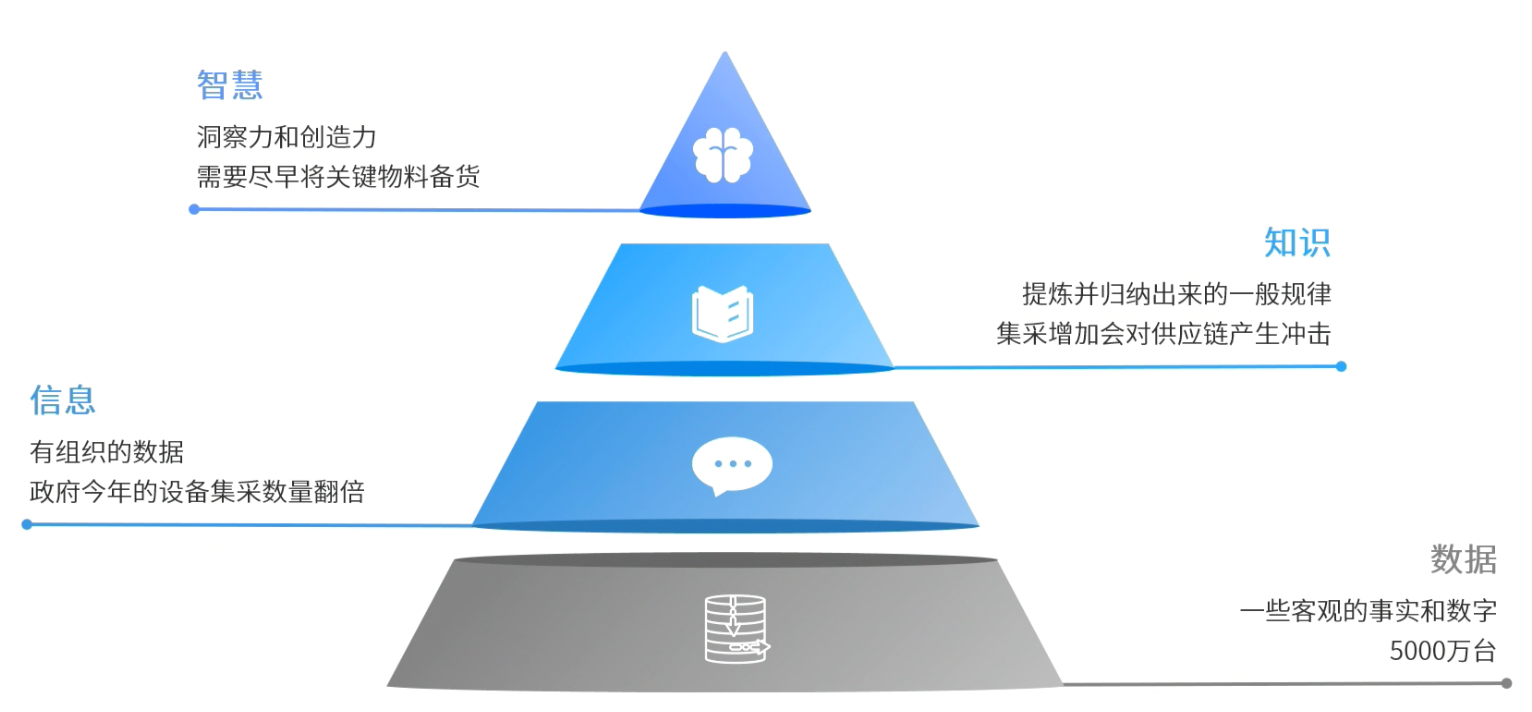 智慧
洞察力和创造力
需要尽早将关键物料备货
知识
提炼并归纳出来的一般规律
集采增加会对供应链产生冲击
信息
有组织的数据
政府今年的设备集采数量翻倍
数据
一些客观的事实和数字
5000万台